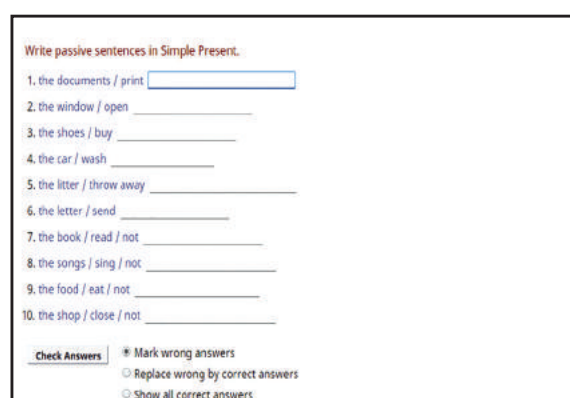 Write passive sentences in Simple Present.
1. the documents / print
2. the window / open
3. the shoes / buy
4. the car / wash
5. the litter / throw away
6. the letter / send
7. the book / read / not
8. the songs / sing / not
9. the food / eat / not
10. the shop / close / not
Check Answers Mark wrong answers
Replace wrong by correct answers
Show all correct answers